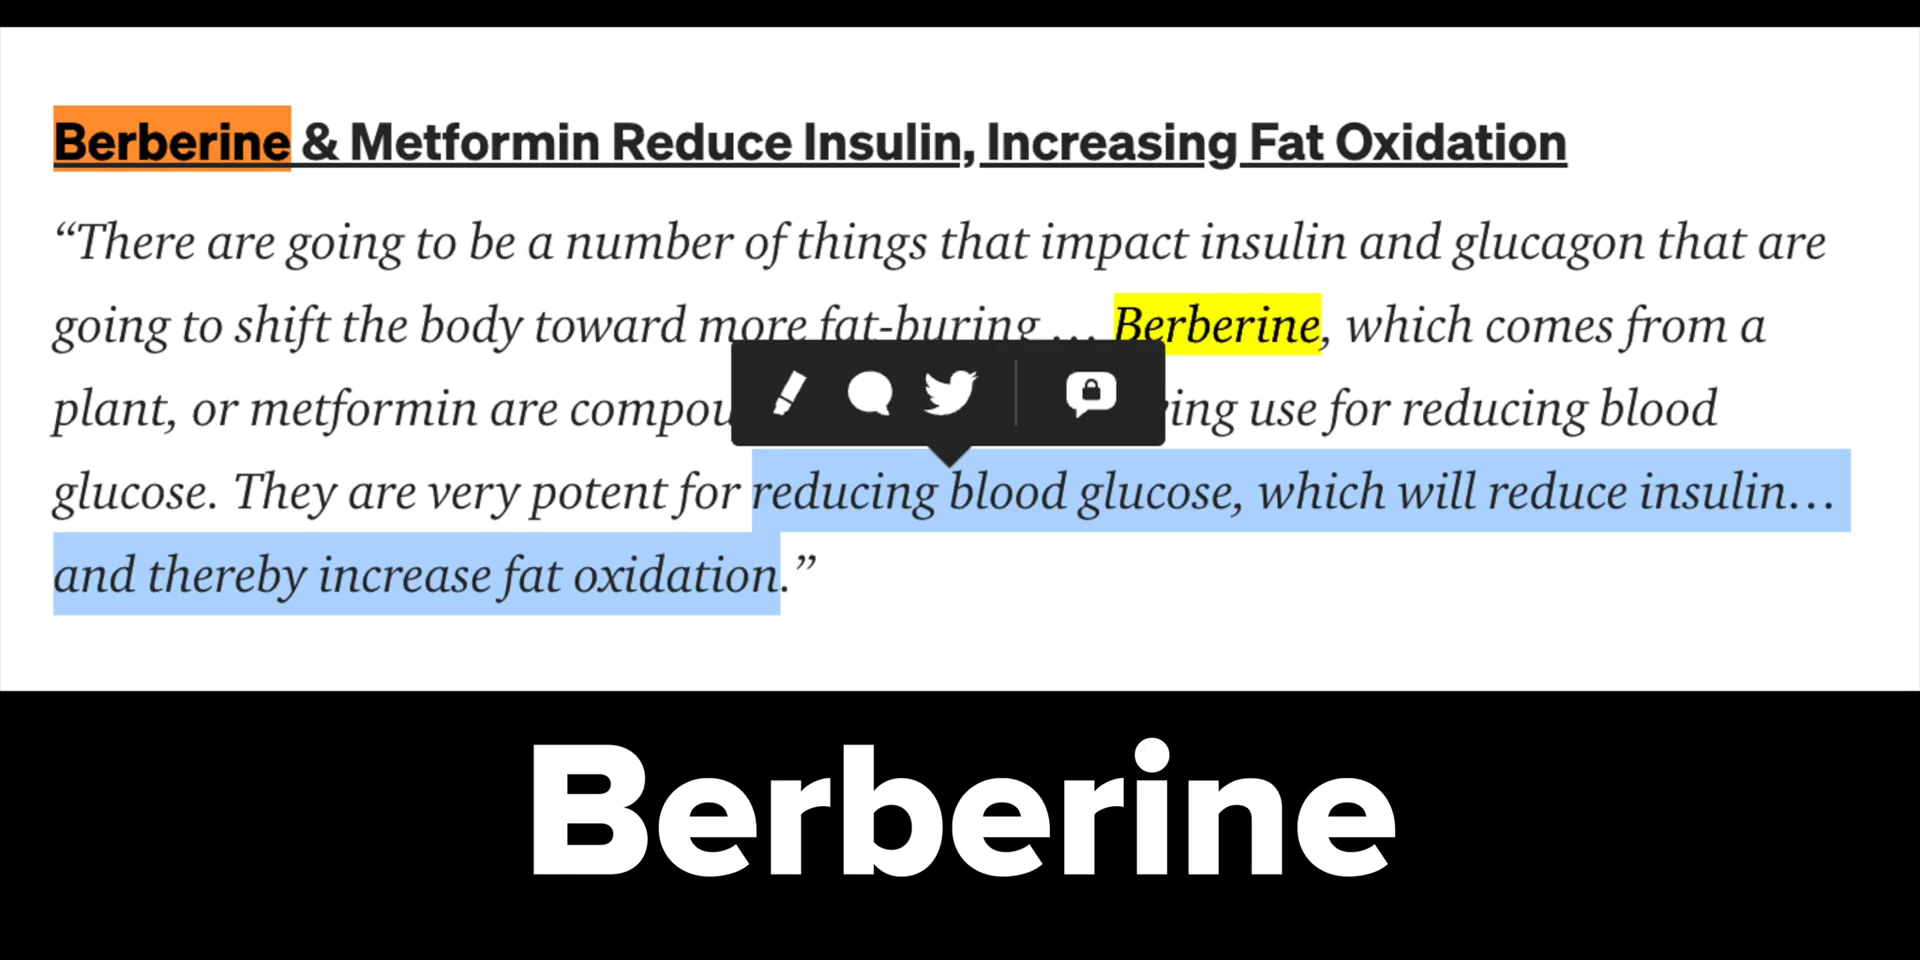 Berberine & Metformin Reduce Insulin, Increasing Fat Oxidation
“There are going to be a number of things that impact insulin and glucagon that are
going to shift the body toward more fat-buring … Berberine, which comes from a
plant, or metformin are use for reducing blood
glucose. They are very potent for reducing blood glucose, which will reduce insulin…
and thereby increase fat oxidation.”
Berberine